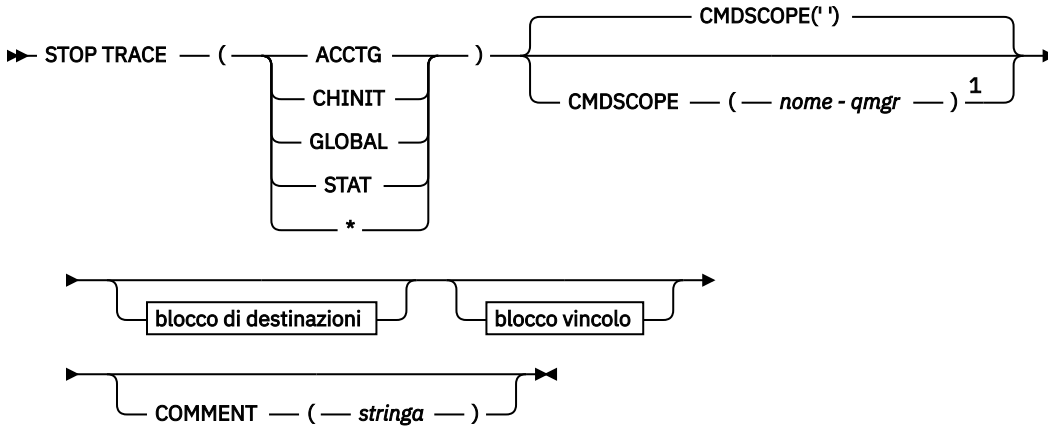 CMDSCOPE(' ')
STOP TRACE ( ACCTG )
CHINIT
GLOBAL
STAT
*
CMDSCOPE ( nome - qmgr ) 1
blocco di destinazioni
blocco vincolo
COMMENT ( stringa )